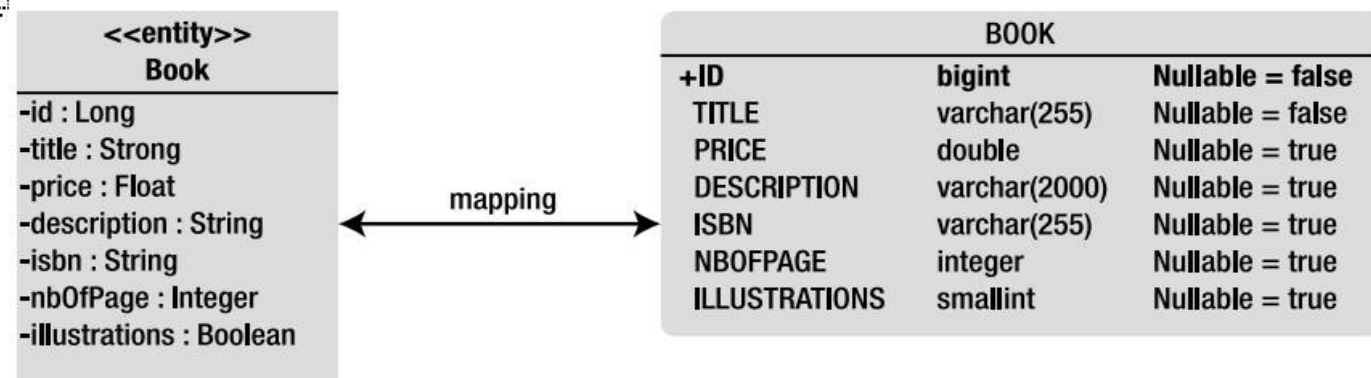 <<entity>>
Book
-id : Long
-title : Strong
-price : Float
-description : String
-isbn : String
-nbOfPage : Integer
-illustrations : Boolean
mapping
BOOK
+ID bigint Nullable = false
TITLE varchar(255) Nullable = false
PRICE double Nullable = true
DESCRIPTION varchar(2000) Nullable = true
ISBN varchar(255) Nullable = true
NBOFPAGE integer Nullable = true
ILLUSTRATIONS smallint Nullable = true